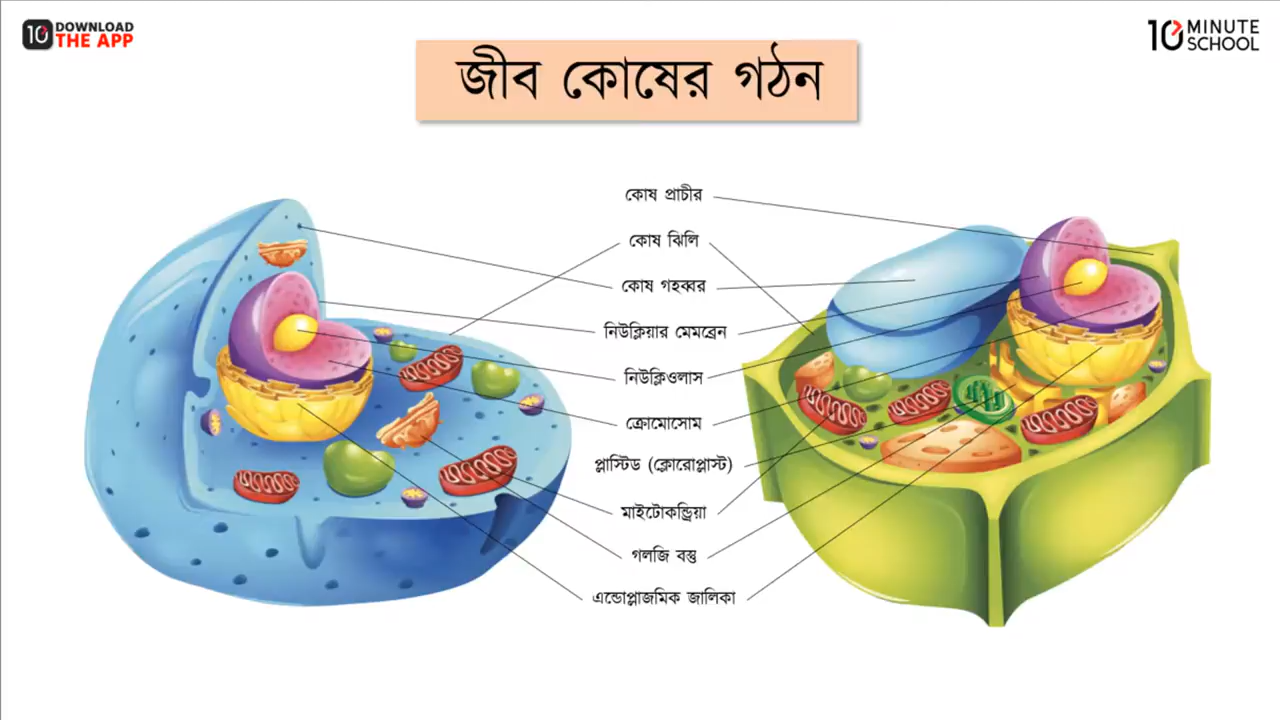 10 DOWNLOAD
THE APP
10 MINUTE
SCHOOL
জীব কোষের গঠন
কোষ প্রাচীর
কোষ ঝিলি
কোষ গহব্বর
নিউক্লিয়ার মেমব্রেন
নিউক্লিওলাস
ক্রোমোসোম
প্লাস্টিড (ক্লোরোপ্লাস্ট)
মাইটোকন্ড্রিয়া
গলজি বস্তু
এন্ডোপ্লাজমিক জালিকা